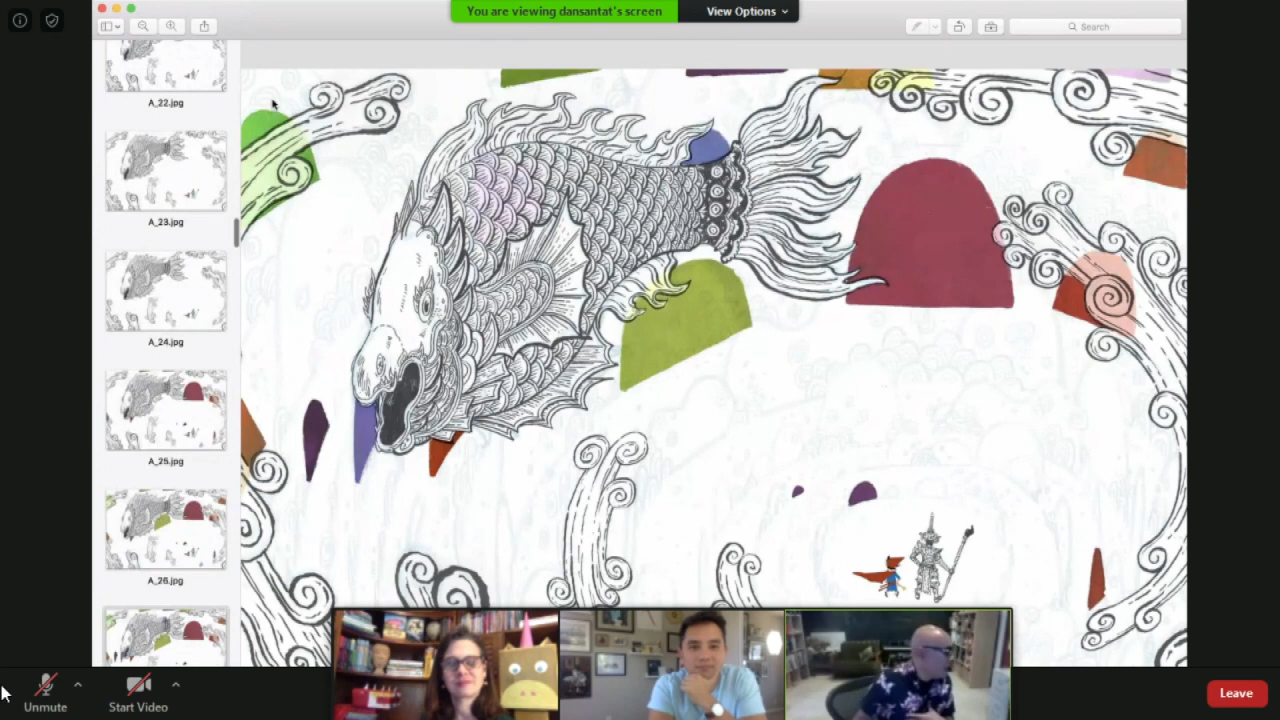 You are viewing dansantat's screen
View Options
Search
A_22.jpg
A_23.jpg
A_24.jpg
A_25.jpg
A_26.jpg
Unmute
Start Video
Leave